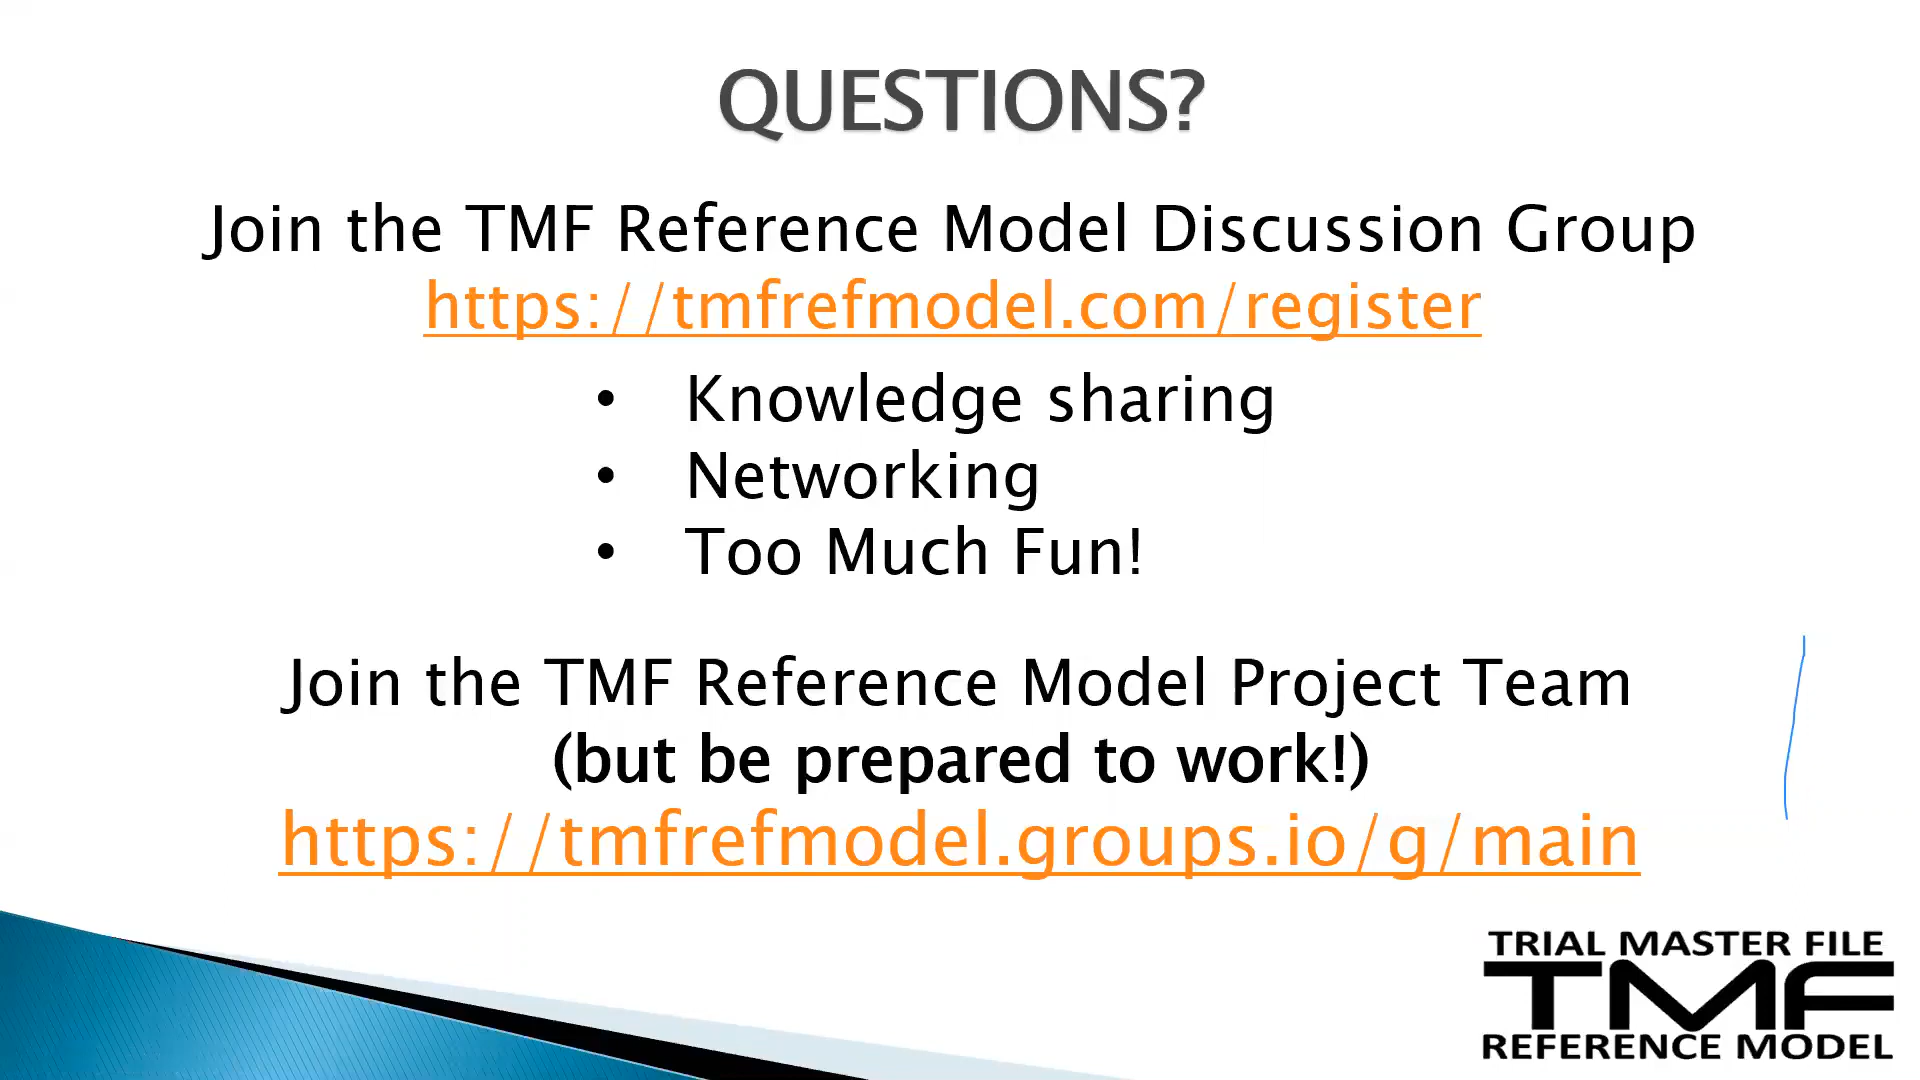 QUESTIONS?
Join the TMF Reference Model Discussion Group
https://tmfrefmodel.com/register
• Knowledge sharing
• Networking
• Too Much Fun!
Join the TMF Reference Model Project Team
(but be prepared to work!)
https://tmfrefmodel.groups.io/g/main
TRIAL MASTER FILE
TMF
REFERENCE MODEL